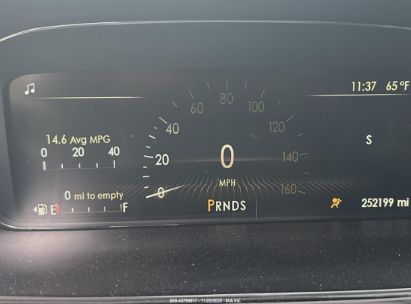 11:37 65 °F
80
60 100
40 120
14.6 Avg MPG
0 20 40
20 0 140
S
MPH
0 mi to empty
0 160
E F
PRNDS
252199 mi